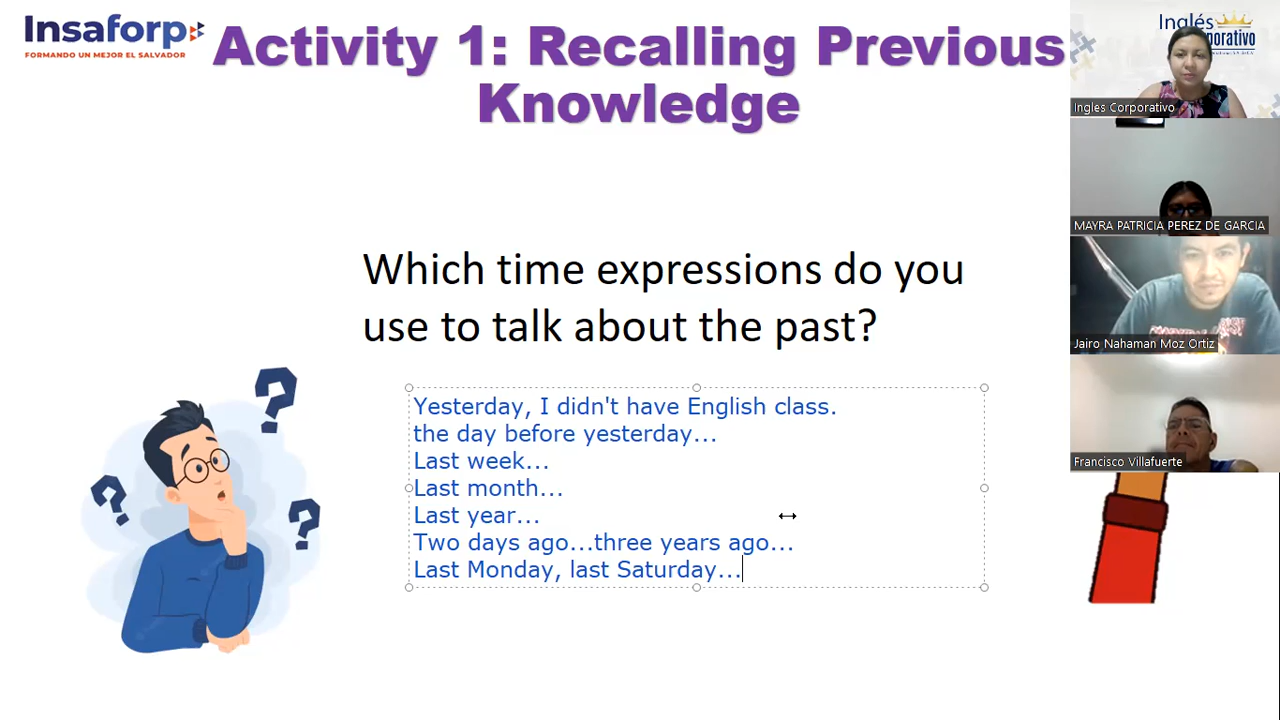 Insaforp
FORMANDO UN MEJOR EL SALVADOR
Activity 1: Recalling Previous
Knowledge
Which time expressions do you
use to talk about the past?
Yesterday, I didn't have English class.
the day before yesterday...
Last week...
Last month...
Last year...
Two days ago...three years ago...
Last Monday, last Saturday...
Inglés
Corporativo
Ingles Corporativo
MAYRA PATRICIA PEREZ DE GARCIA
Jairo Nahaman Moz Ortiz
Francisco Villafuerte